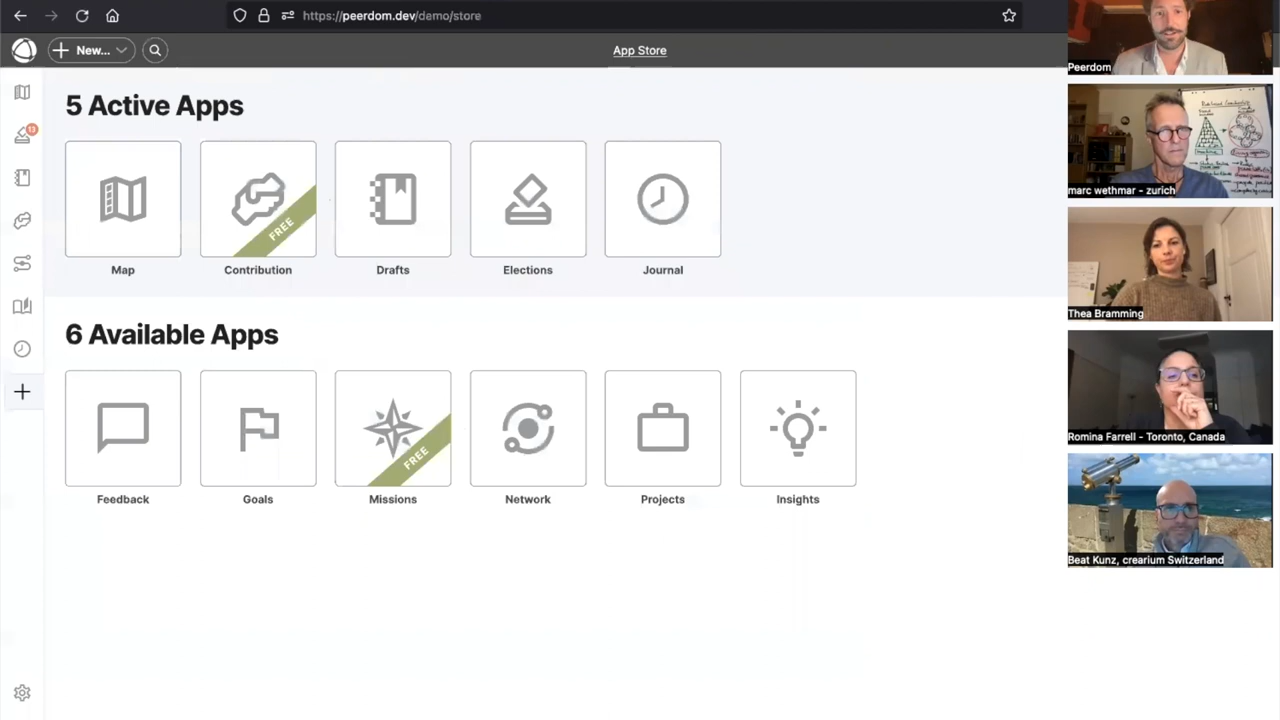 https://peerdom.dev/demo/store
New...
App Store
13
5 Active Apps
FREE
Map
Contribution
Drafts
Elections
Journal
6 Available Apps
FREE
Feedback
Goals
Missions
Network
Projects
Insights
Peerdom
marc wethmar - zurich
Thea Bramming
Romina Farrell - Toronto, Canada
Beat Kunz, crearium Switzerland